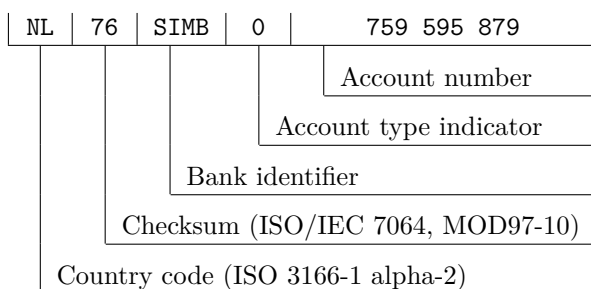 NL 76 SIMB 0 759 595 879
Account number
Account type indicator
Bank identifier
Checksum (ISO/IEC 7064, MOD97-10)
Country code (ISO 3166-1 alpha-2)